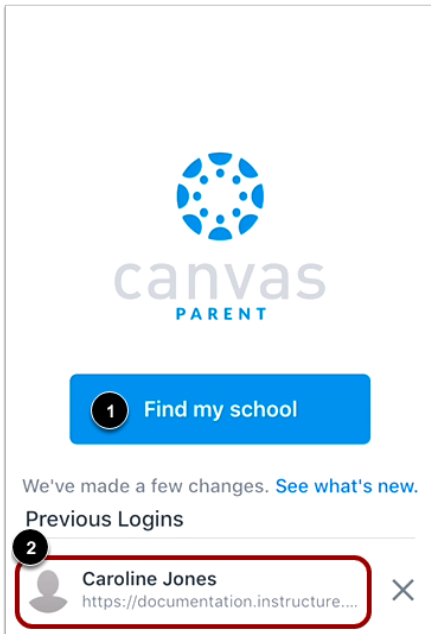 canvas
PARENT
1 Find my school
We've made a few changes. See what's new.
Previous Logins
2
Caroline Jones
https://documentation.instructure....